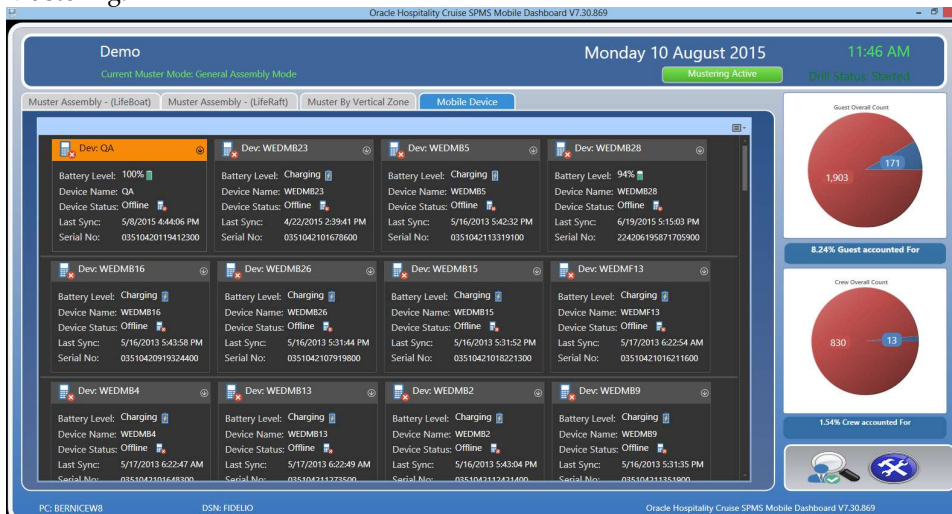 Oracle Hospitality Cruise SPMS Mobile Dashboard V7.30.869
Demo
Monday 10 August 2015
11:46 AM
Current Muster Mode: General Assembly Mode
Mustering Active
Drill Status: Started
Muster Assembly - (LifeBoat)
Muster Assembly - (LifeRaft)
Muster By Vertical Zone
Mobile Device
Dev: QA
Battery Level: 100%
Device Name: QA
Device Status: Offline
Last Sync: 5/8/2015 4:44:06 PM
Serial No: 03510420119412300
Dev: WEDMB23
Battery Level: Charging
Device Name: WEDMB23
Device Status: Offline
Last Sync: 4/22/2015 2:39:41 PM
Serial No: 0351042101678600
Dev: WEDMB5
Battery Level: Charging
Device Name: WEDMB5
Device Status: Offline
Last Sync: 5/16/2013 5:42:32 PM
Serial No: 0351042113319100
Dev: WEDMB28
Battery Level: 94%
Device Name: WEDMB28
Device Status: Offline
Last Sync: 6/19/2015 5:15:03 PM
Serial No: 224206195871705900
Dev: WEDMB16
Battery Level: Charging
Device Name: WEDMB16
Device Status: Offline
Last Sync: 5/16/2013 5:43:58 PM
Serial No: 03510420919324400
Dev: WEDMB26
Battery Level: Charging
Device Name: WEDMB26
Device Status: Offline
Last Sync: 5/16/2013 5:31:44 PM
Serial No: 0351042107919800
Dev: WEDMB15
Battery Level: Charging
Device Name: WEDMB15
Device Status: Offline
Last Sync: 5/16/2013 5:31:52 PM
Serial No: 03510421018221300
Dev: WEDMF13
Battery Level: Charging
Device Name: WEDMF13
Device Status: Offline
Last Sync: 5/17/2013 6:22:54 AM
Serial No: 03510421016211600
Dev: WEDMB4
Battery Level: Charging
Device Name: WEDMB4
Device Status: Offline
Last Sync: 5/17/2013 6:22:47 AM
Serial No: 0351042101648300
Dev: WEDMB13
Battery Level: Charging
Device Name: WEDMB13
Device Status: Offline
Last Sync: 5/17/2013 6:22:49 AM
Serial No: 035104211273500
Dev: WEDMB2
Battery Level: Charging
Device Name: WEDMB2
Device Status: Offline
Last Sync: 5/16/2013 5:43:04 PM
Serial No: 0351042112421400
Dev: WEDMB9
Battery Level: Charging
Device Name: WEDMB9
Device Status: Offline
Last Sync: 5/16/2013 5:31:35 PM
Serial No: 035104211351900
Guest Overall Count
171
1,903
8.24% Guest accounted For
Crew Overall Count
830
13
1.54% Crew accounted For
PC: BERNICEW8
DSN: FIDELIO
Oracle Hospitality Cruise SPMS Mobile Dashboard V7.30.869